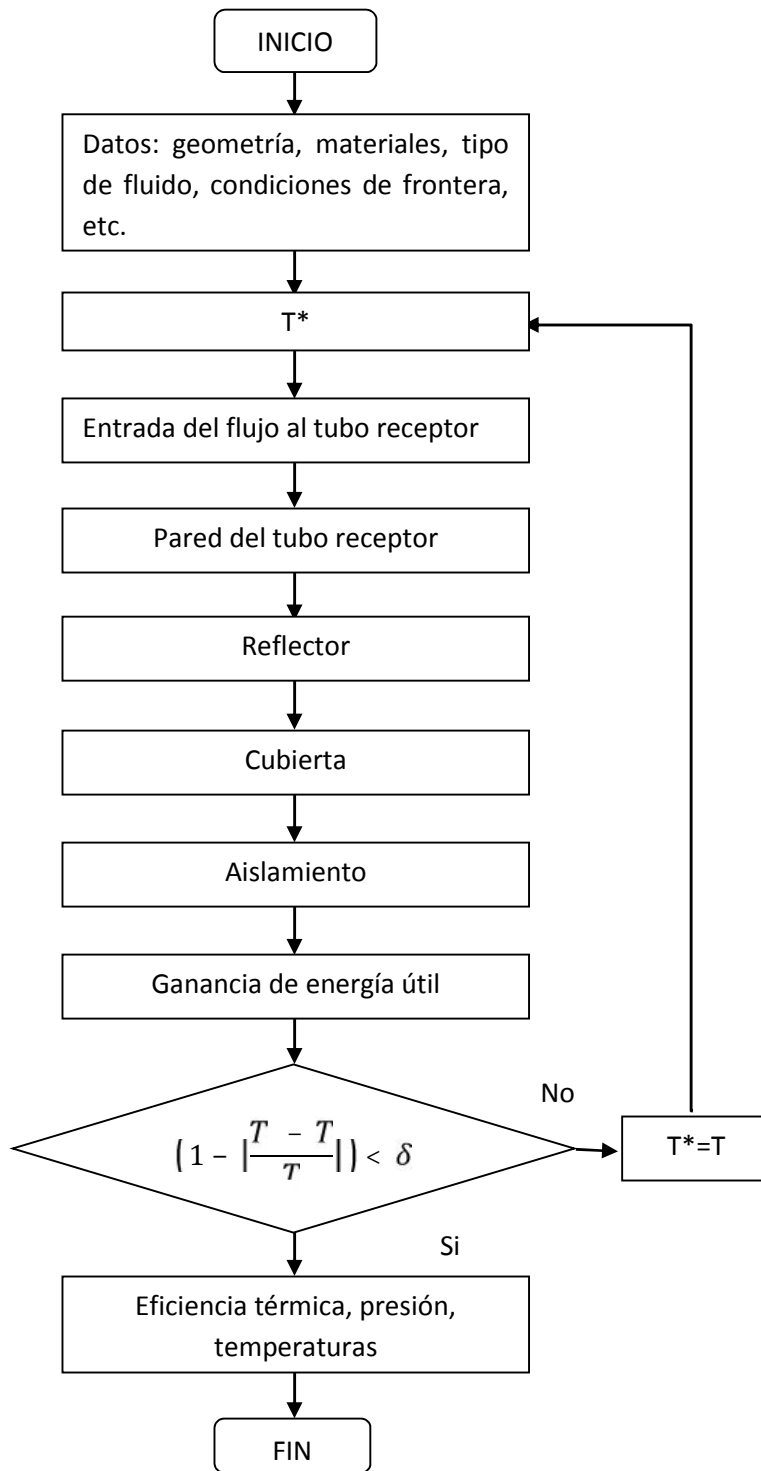 INICIO
Datos: geometría, materiales, tipo
de fluido, condiciones de frontera,
etc.
T*
Entrada del flujo al tubo receptor
Pared del tubo receptor
Reflector
Cubierta
Aislamiento
Ganancia de energía útil
No
(1 − |(T − T)/T|) < δ
T*=T
Si
Eficiencia térmica, presión,
temperaturas
FIN